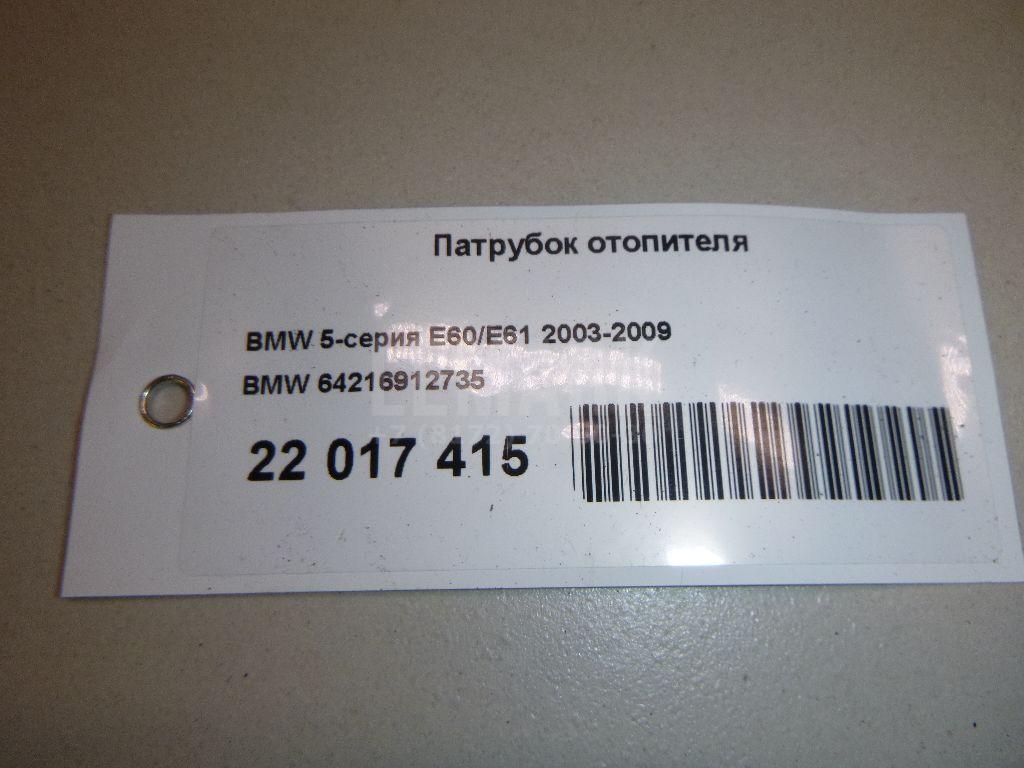 Патрубок отопителя
BMW 5-серия E60/E61 2003-2009
BMW 64216912735
22 017 415